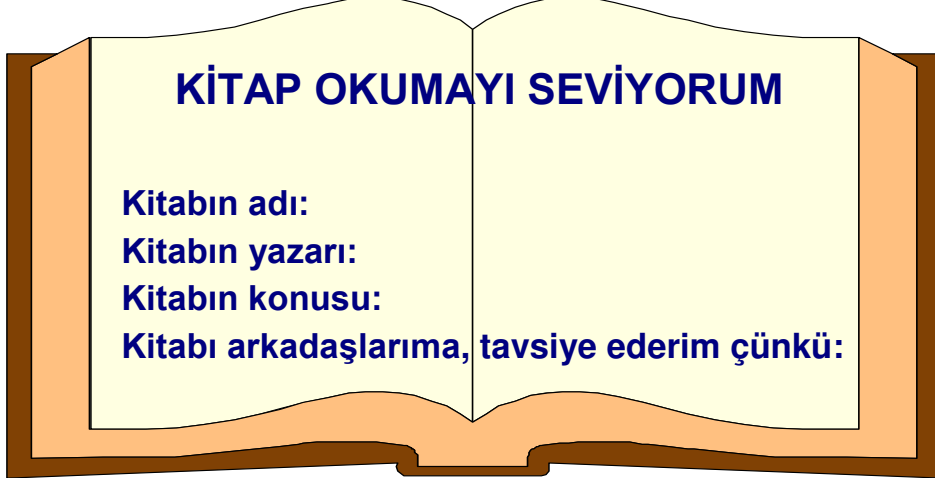 KİTAP OKUMAYI SEVİYORUM
Kitabın adı:
Kitabın yazarı:
Kitabın konusu:
Kitabı arkadaşlarıma, tavsiye ederim çünkü: